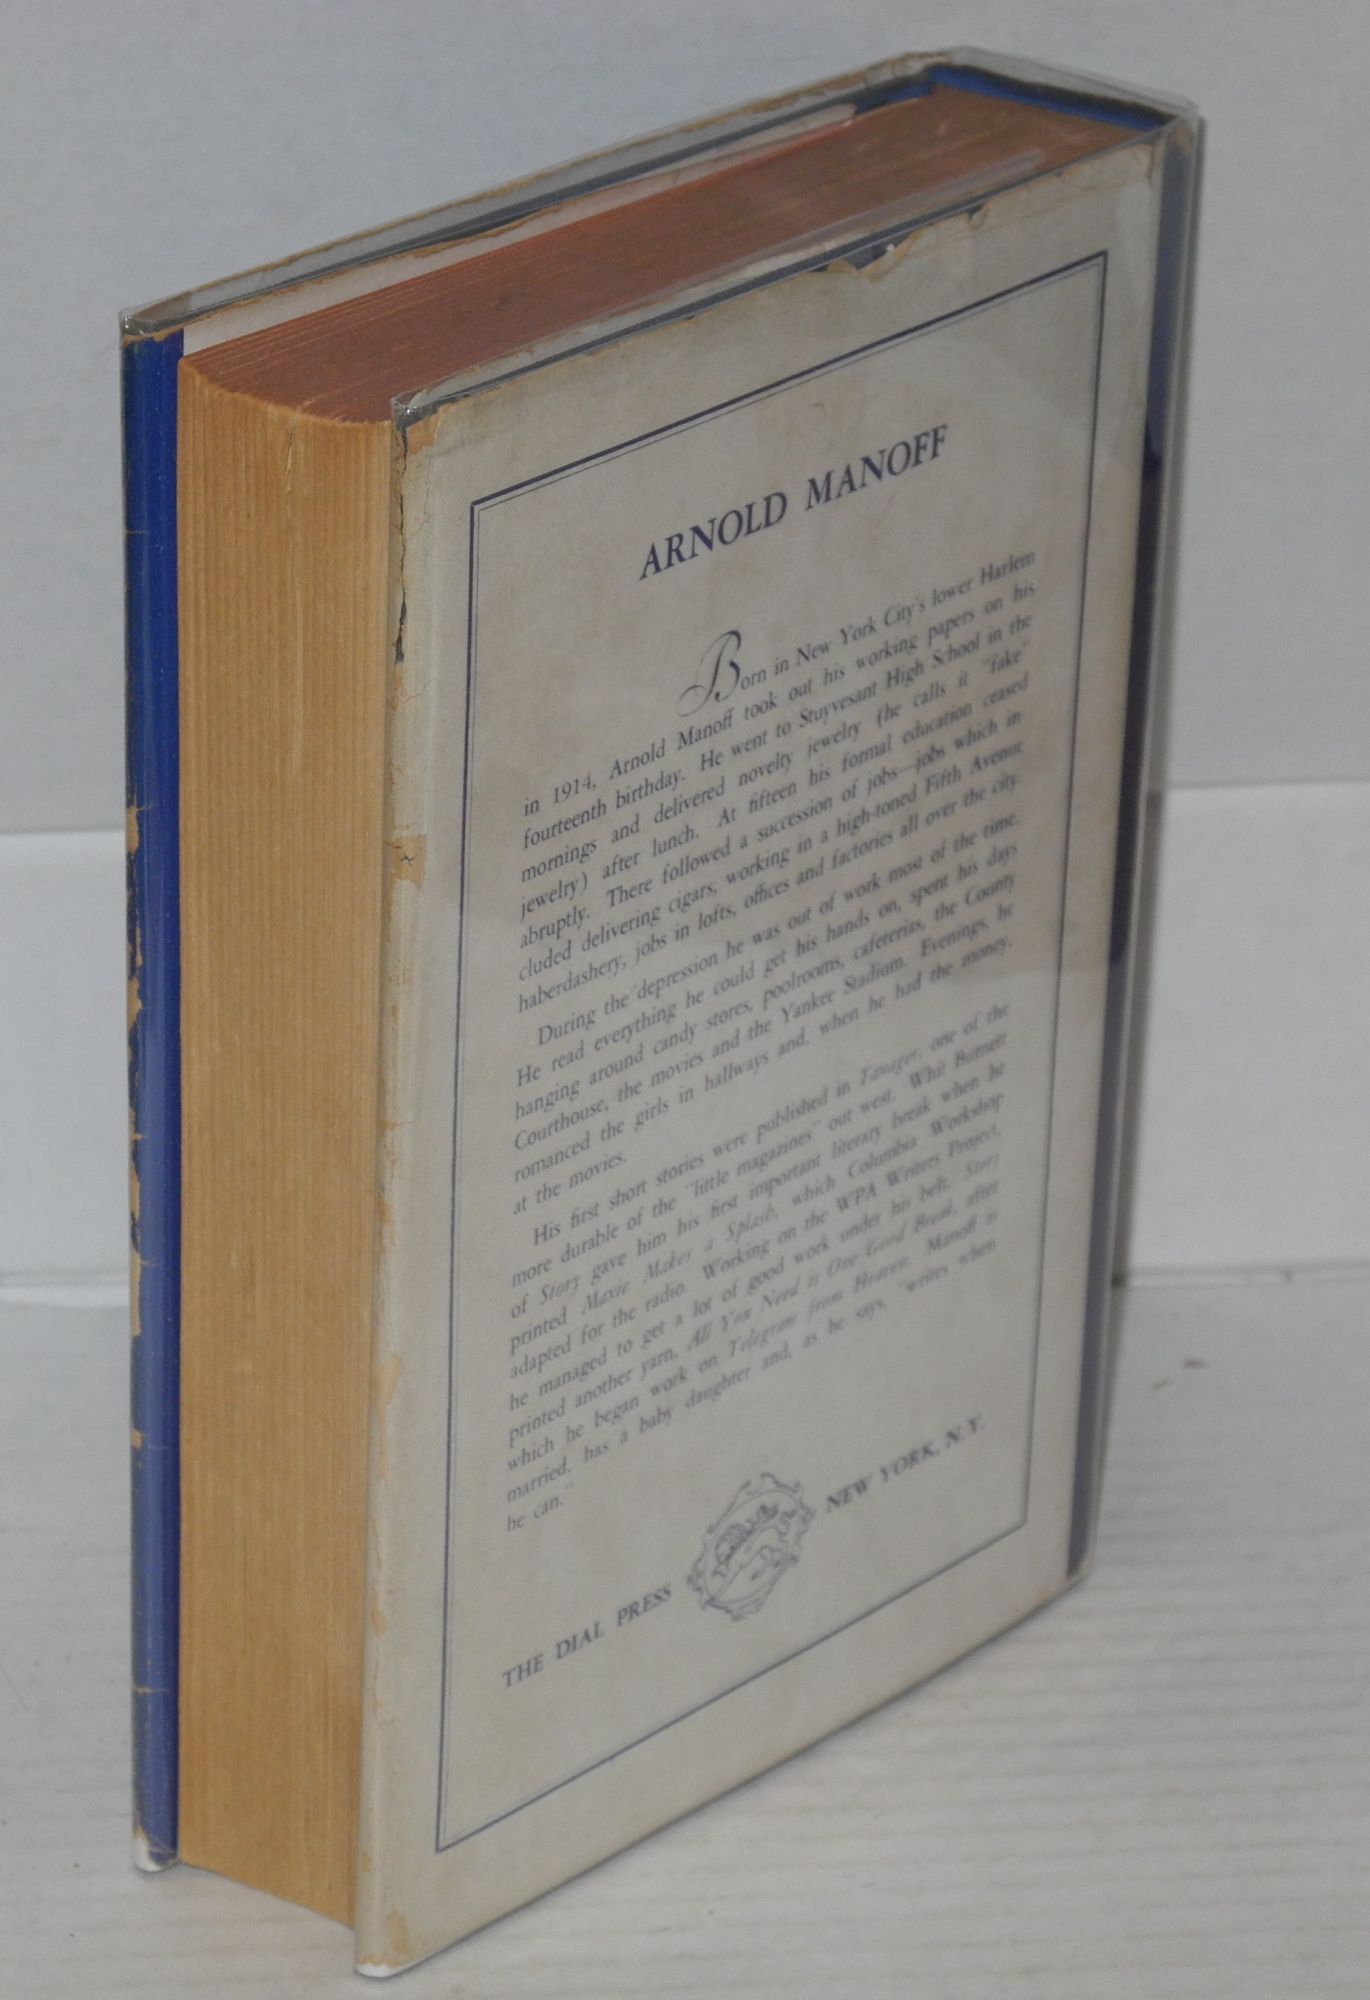 ARNOLD MANOFF
Born in New York City's lower Harlem
in 1914, Arnold Manoff took out his working papers on his
fourteenth birthday. He went to Stuyvesant High School in the
mornings and delivered novelty jewelry (he calls it "fake"
jewelry) after lunch. At fifteen his formal education ceased
abruptly. There followed a succession of jobs—jobs which in-
cluded delivering cigars, working in a high-toned Fifth Avenue
haberdashery, jobs in lofts, offices and factories all over the city.
During the depression he was out of work most of the time.
He read everything he could get his hands on, spent his days
hanging around candy stores, poolrooms, cafeterias, the County
Courthouse, the movies and the Yankee Stadium. Evenings, he
romanced the girls in hallways and, when he had the money,
at the movies.
His first short stories were published in Tanager, one of the
more durable of the "little magazines" out west. Whit Burnett
of Story gave him his first important literary break when he
printed Maxie Makes a Splash, which Columbia Workshop
adapted for the radio. Working on the WPA Writers Project,
he managed to get a lot of good work under his belt. Story
printed another yarn, All You Need is One Good Break, after
which he began work on Telegram from Heaven. Manoff is
married, has a baby daughter and, as he says, "writes when
he can."
THE DIAL PRESS NEW YORK, N.Y.